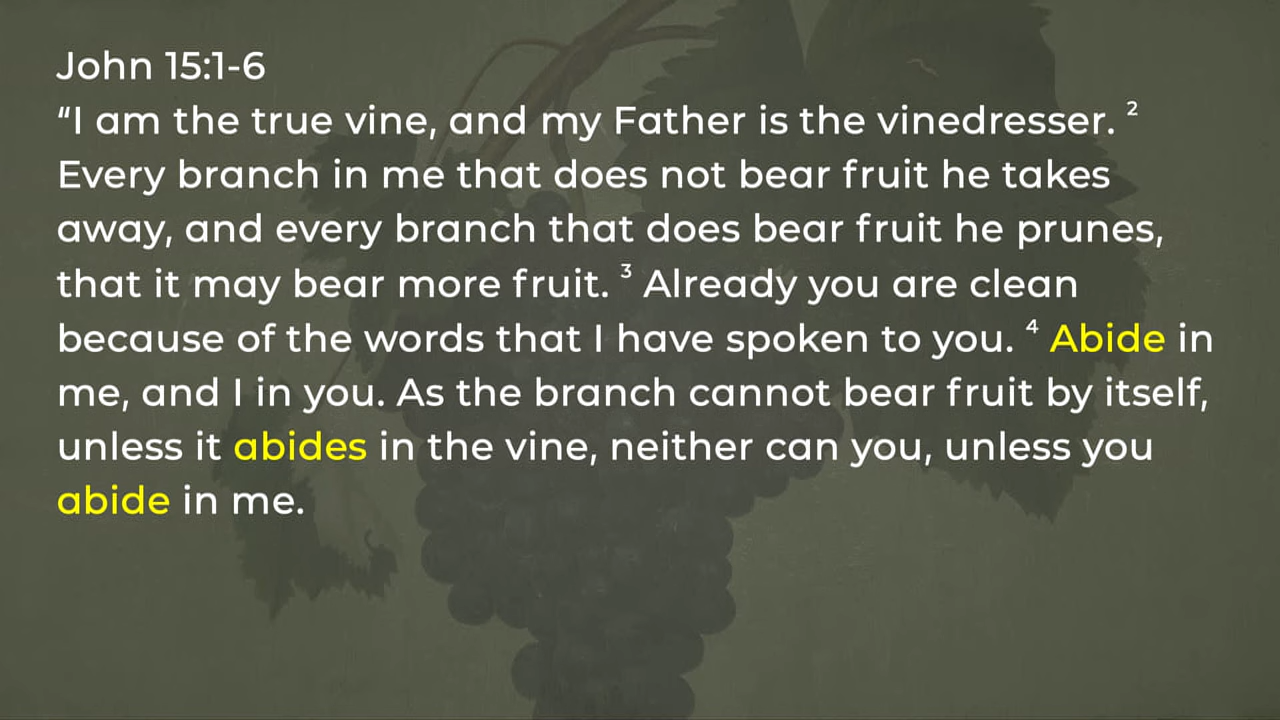 John 15:1-6
“I am the true vine, and my Father is the vinedresser. ²
Every branch in me that does not bear fruit he takes
away, and every branch that does bear fruit he prunes,
that it may bear more fruit. ³ Already you are clean
because of the words that I have spoken to you. ⁴ Abide in
me, and I in you. As the branch cannot bear fruit by itself,
unless it abides in the vine, neither can you, unless you
abide in me.